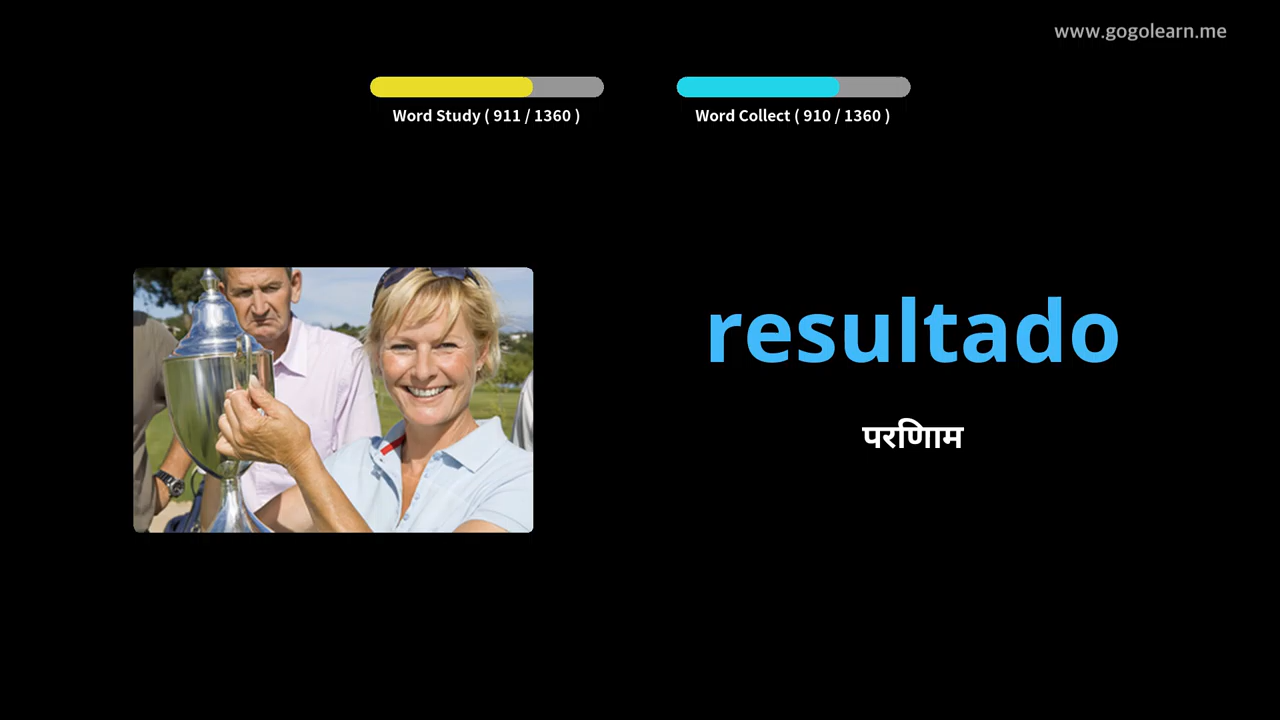 www.gogolearn.me
Word Study ( 911 / 1360 )
Word Collect ( 910 / 1360 )
resultado
परिणाम